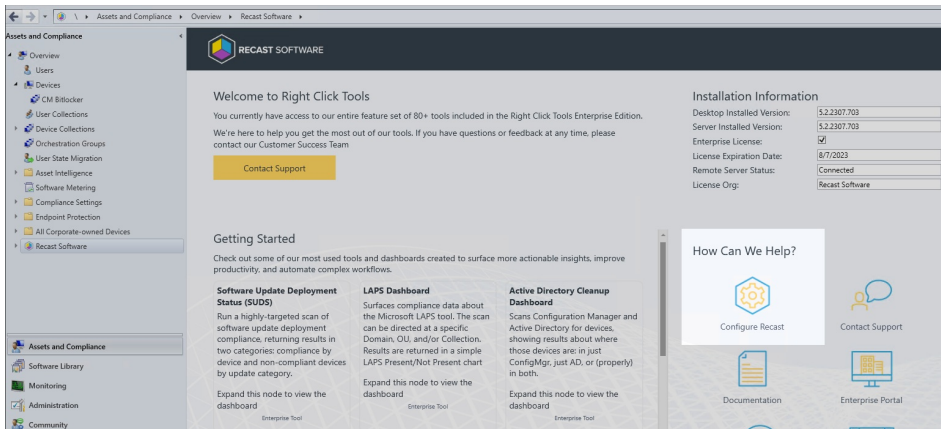 \ ▸ Assets and Compliance ▸ Overview ▸ Recast Software ▸
Assets and Compliance
Overview
Users
Devices
CM Bitlocker
User Collections
Device Collections
Orchestration Groups
User State Migration
Asset Intelligence
Software Metering
Compliance Settings
Endpoint Protection
All Corporate-owned Devices
Recast Software
Assets and Compliance
Software Library
Monitoring
Administration
Community
RECAST SOFTWARE
Welcome to Right Click Tools
You currently have access to our entire feature set of 80+ tools included in the Right Click Tools Enterprise Edition.
We're here to help you get the most out of our tools. If you have questions or feedback at any time, please
contact our Customer Success Team
Contact Support
Installation Information
Desktop Installed Version: 5.2.2307.703
Server Installed Version: 5.2.2307.703
Enterprise License:
License Expiration Date: 8/7/2023
Remote Server Status: Connected
License Org: Recast Software
Getting Started
Check out some of our most used tools and dashboards created to surface more actionable insights, improve
productivity, and automate complex workflows.
Software Update Deployment
Status (SUDS)
Run a highly-targeted scan of
software update deployment
compliance, returning results in
two categories: compliance by
device and non-compliant devices
by update category.
Expand this node to view the
dashboard
Enterprise Tool
LAPS Dashboard
Surfaces compliance data about
the Microsoft LAPS tool. The scan
can be directed at a specific
Domain, OU, and/or Collection.
Results are returned in a simple
LAPS Present/Not Present chart
Expand this node to view the
dashboard
Enterprise Tool
Active Directory Cleanup
Dashboard
Scans Configuration Manager and
Active Directory for devices,
showing results about where
those devices are: in just
ConfigMgr, just AD, or (properly)
in both.
Expand this node to view the
dashboard
Enterprise Tool
How Can We Help?
Configure Recast
Contact Support
Documentation
Enterprise Portal